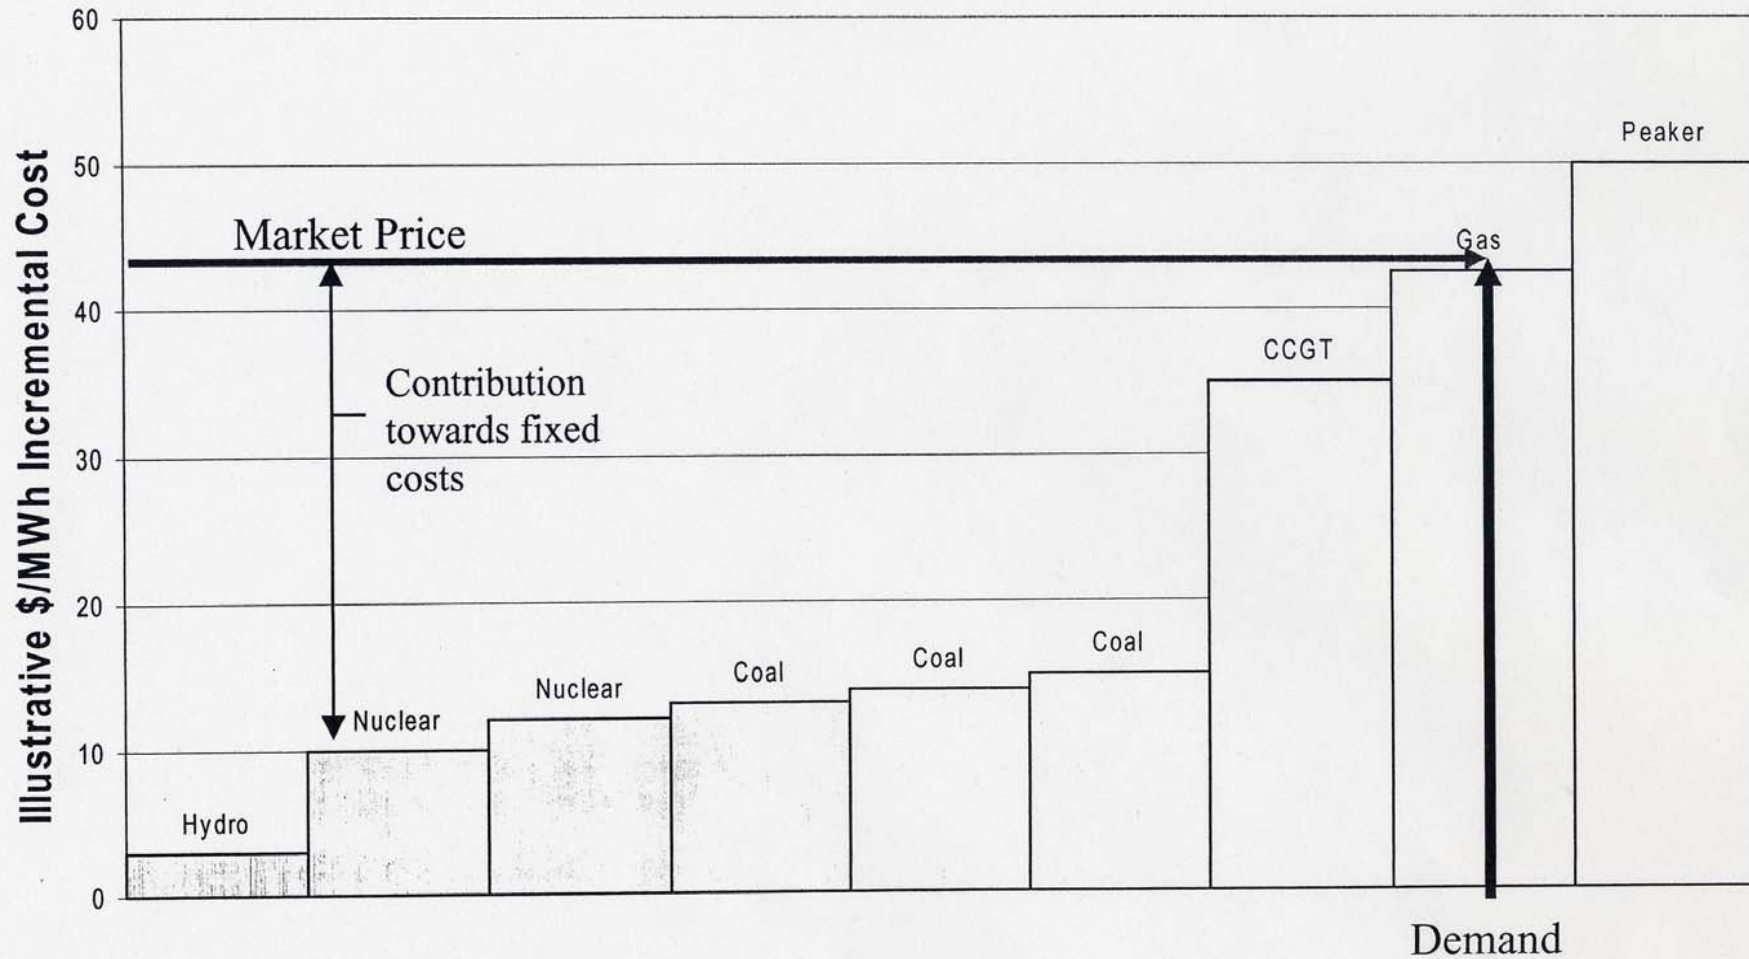 Illustrative $/MWh Incremental Cost
60
50
40
30
20
10
0
Market Price
Contribution
towards fixed
costs
Hydro
Nuclear
Nuclear
Coal
Coal
Coal
CCGT
Gas
Peaker
Demand